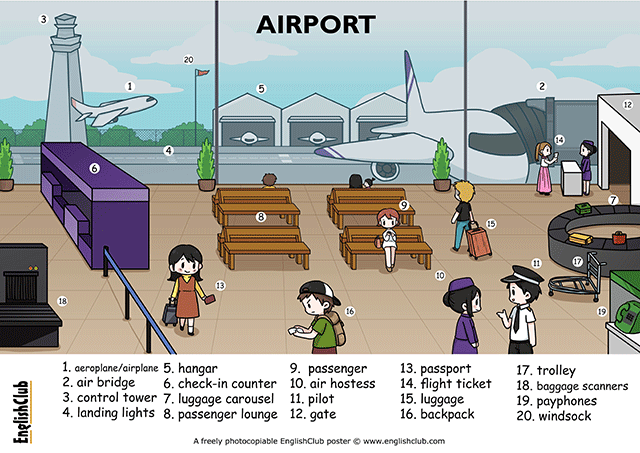 AIRPORT
3
1
20
5
2
12
14
4
6
9
7
8
15
13
10
11
17
18
16
19
1. aeroplane/airplane
2. air bridge
3. control tower
4. landing lights
5. hangar
6. check-in counter
7. luggage carousel
8. passenger lounge
9. passenger
10. air hostess
11. pilot
12. gate
13. passport
14. flight ticket
15. luggage
16. backpack
17. trolley
18. baggage scanners
19. payphones
20. windsock
EnglishClub
A freely photocopiable EnglishClub poster © www.englishclub.com